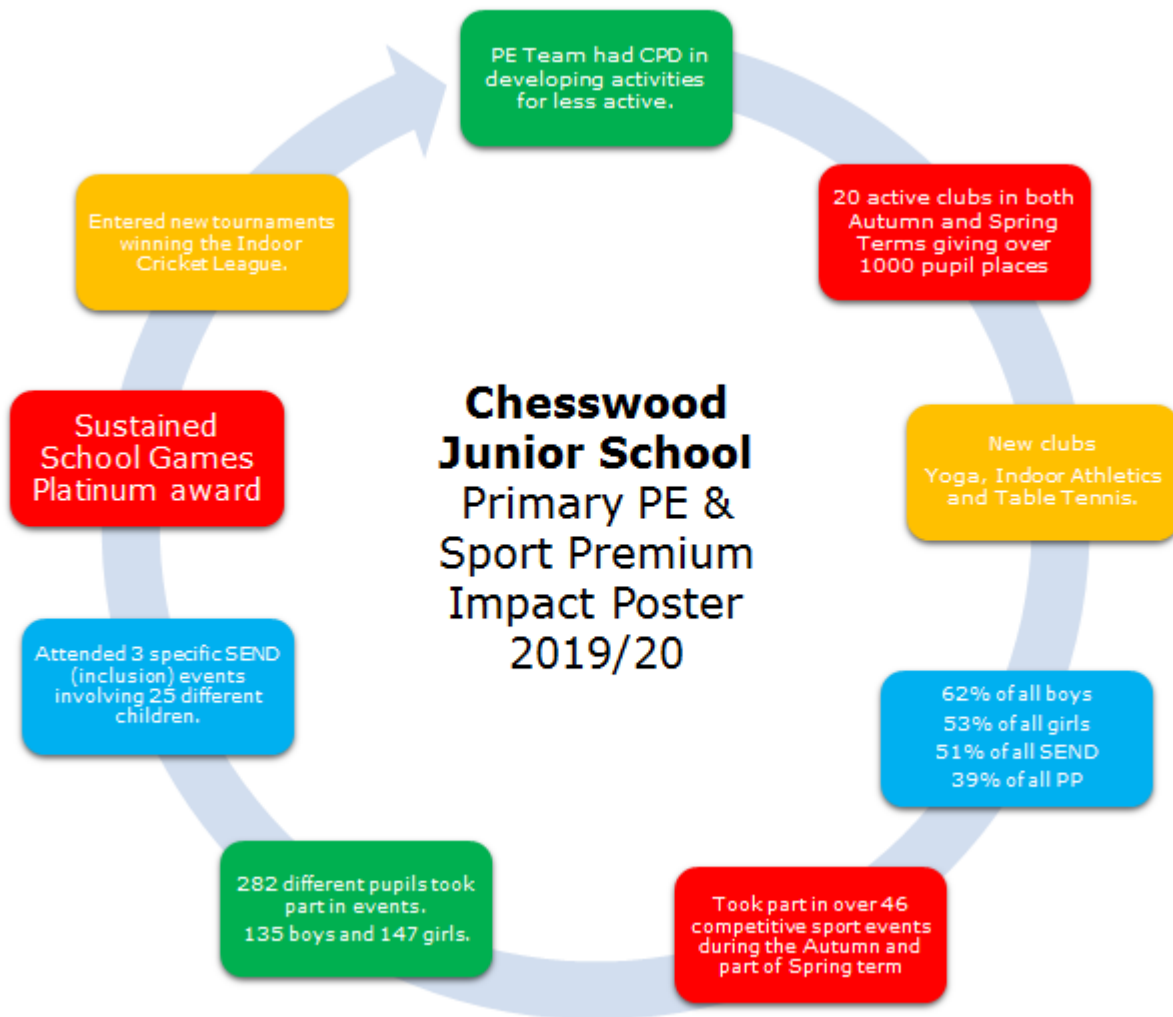 PE Team had CPD in
developing activities
for less active.
20 active clubs in both
Autumn and Spring
Terms giving over
1000 pupil places
New clubs
Yoga, Indoor Athletics
and Table Tennis.
62% of all boys
53% of all girls
51% of all SEND
39% of all PP
Took part in over 46
competitive sport events
during the Autumn and
part of Spring term
282 different pupils took
part in events.
135 boys and 147 girls.
Attended 3 specific SEND
(inclusion) events
involving 25 different
children.
Sustained
School Games
Platinum award
Entered new tournaments
winning the Indoor
Cricket League.
Chesswood
Junior School
Primary PE &
Sport Premium
Impact Poster
2019/20